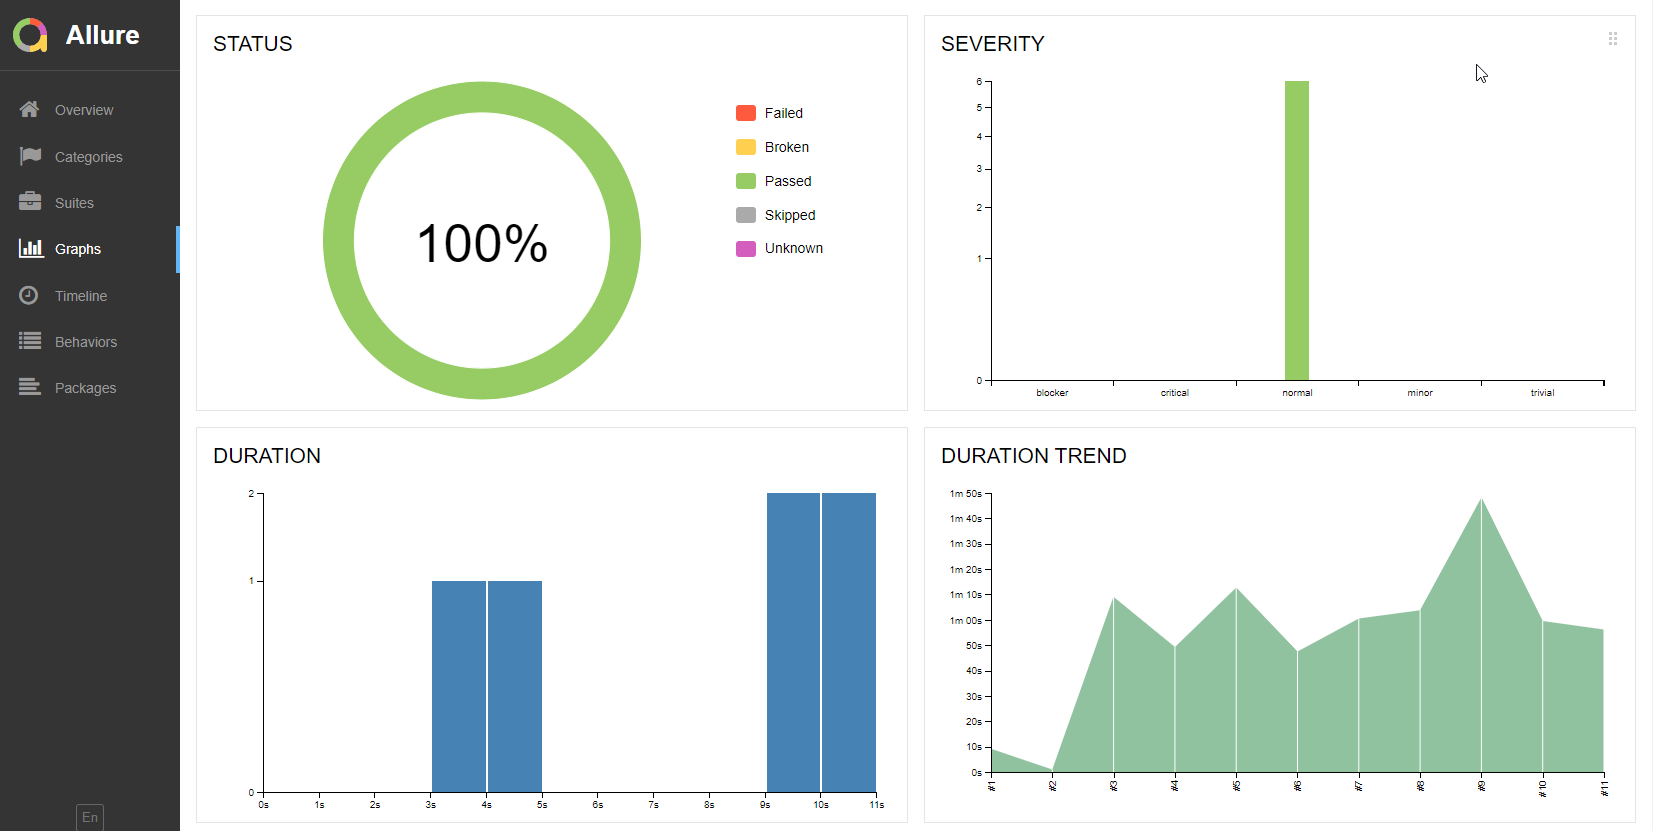 Allure
Overview
Categories
Suites
Graphs
Timeline
Behaviors
Packages
En
STATUS
100%
Failed
Broken
Passed
Skipped
Unknown
SEVERITY
6
5
4
3
2
1
0
blocker critical normal minor trivial
DURATION
2
1
0
0s 1s 2s 3s 4s 5s 6s 7s 8s 9s 10s 11s
DURATION TREND
1m 50s
1m 40s
1m 30s
1m 20s
1m 10s
1m 00s
50s
40s
30s
20s
10s
0s
#1 #2 #3 #4 #5 #6 #7 #8 #9 #10 #11